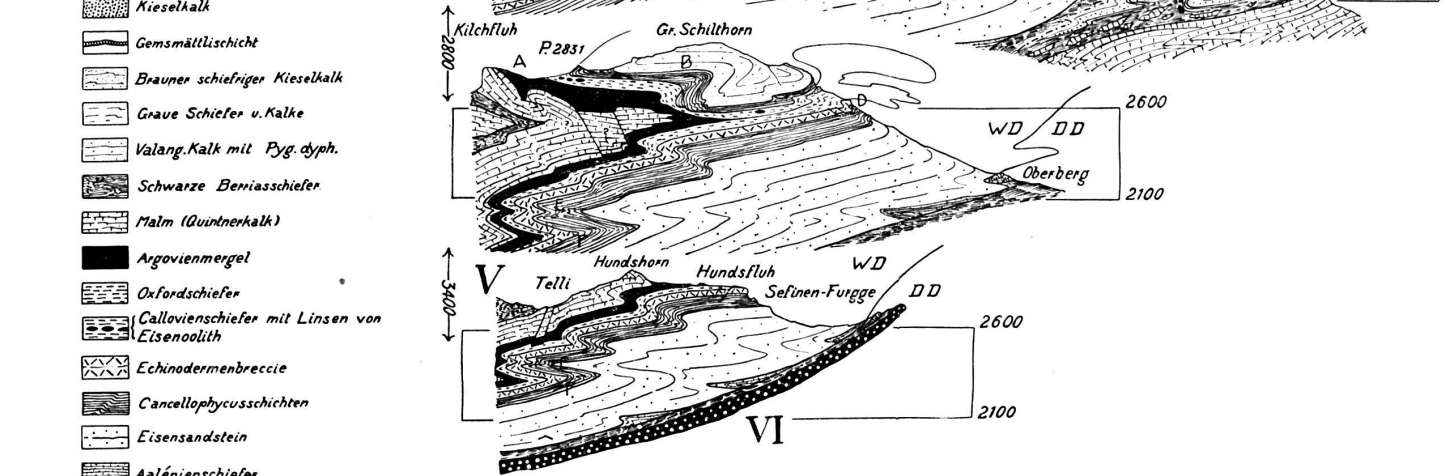 Kieselkalk
Gemsmättlischicht
Brauner schiefriger Kieselkalk
Graue Schiefer u. Kalke
Valang. Kalk mit Pyg. dyph.
Schwarze Berriasschiefer
Malm (Quintnerkalk)
Argovienmergel
Oxfordschiefer
Callovienschiefer mit Linsen von
Eisenoolith
Echinodermenbreccie
Cancellophycusschichten
Eisensandstein
Aalénienschiefer
2800
Kilchfluh
P. 2831
Gr. Schilthorn
A
B
D
2600
WD DD
Oberberg
2100
?
E
F
V
3400
Telli
Hundshorn
Hundsfluh
Sefinen-Furgge
WD
DD
2600
2100
VI